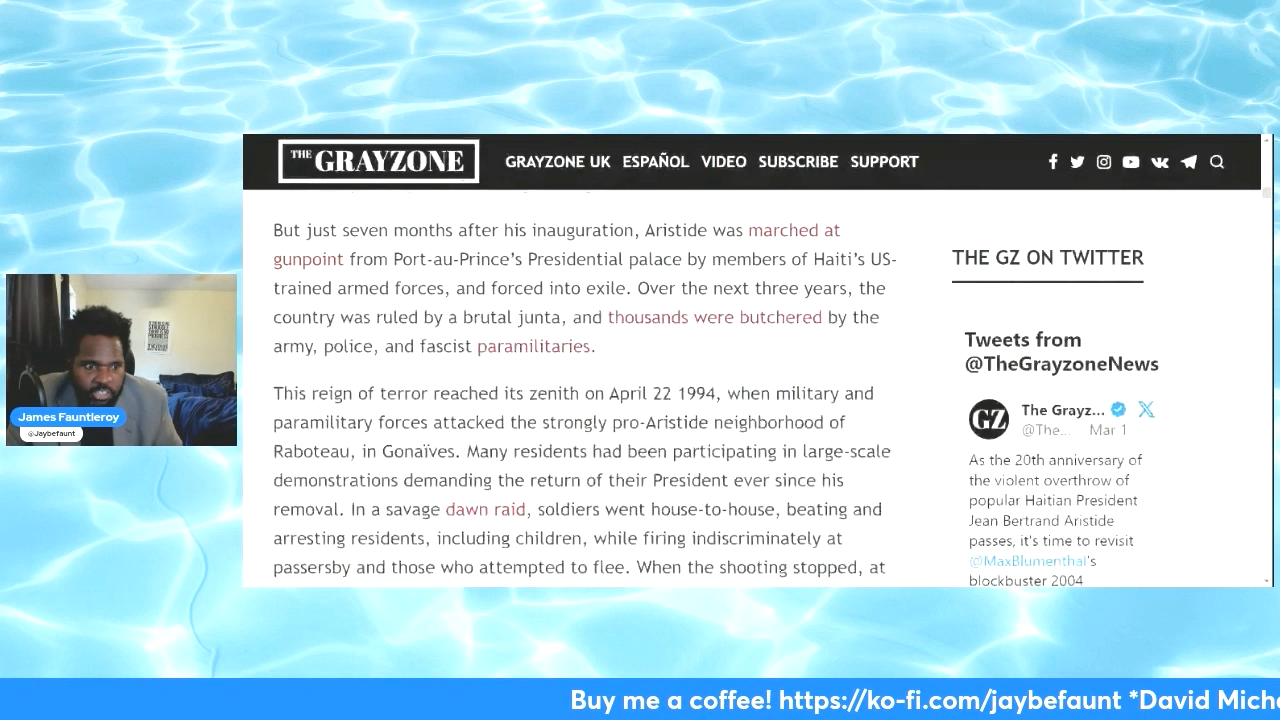 THE GRAYZONE
GRAYZONE UK ESPAÑOL VIDEO SUBSCRIBE SUPPORT
But just seven months after his inauguration, Aristide was marched at
gunpoint from Port-au-Prince’s Presidential palace by members of Haiti’s US-
trained armed forces, and forced into exile. Over the next three years, the
country was ruled by a brutal junta, and thousands were butchered by the
army, police, and fascist paramilitaries.
This reign of terror reached its zenith on April 22 1994, when military and
paramilitary forces attacked the strongly pro-Aristide neighborhood of
Raboteau, in Gonaïves. Many residents had been participating in large-scale
demonstrations demanding the return of their President ever since his
removal. In a savage dawn raid, soldiers went house-to-house, beating and
arresting residents, including children, while firing indiscriminately at
passersby and those who attempted to flee. When the shooting stopped, at
THE GZ ON TWITTER
Tweets from
@TheGrayzoneNews
GZ
The Grayz...
@The... Mar 1
As the 20th anniversary of
the violent overthrow of
popular Haitian President
Jean Bertrand Aristide
passes, it's time to revisit
@MaxBlumenthal's
blockbuster 2004
James Fauntleroy
@Jaybefaunt
Buy me a coffee! https://ko-fi.com/jaybefaunt *David Mich